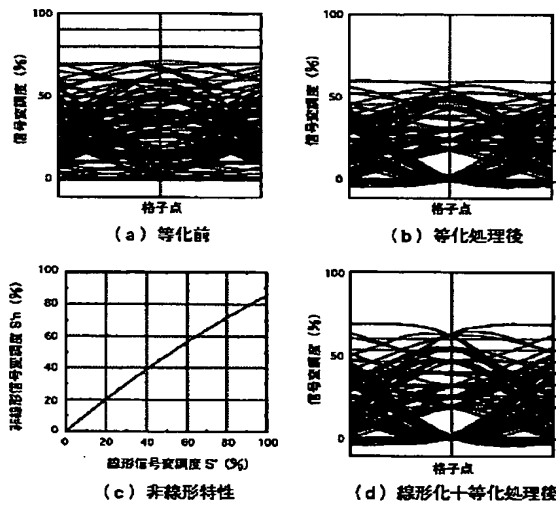 100
50
0
信号変調度 (%)
格子点
(a) 等化前
100
50
0
信号変調度 (%)
格子点
(b) 等化処理後
100
80
60
40
20
0
非線形信号変調度 S'n (%)
0 20 40 60 80 100
線形信号変調度 S' (%)
(c) 非線形特性
100
50
0
信号変調度 (%)
格子点
(d) 線形化十等化処理後